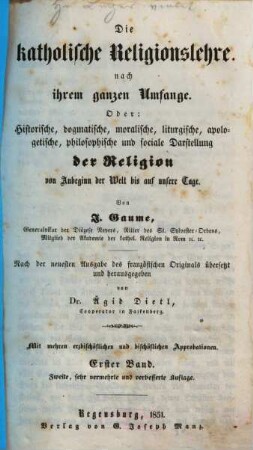 Die
katholische Religionslehre.
nach
ihrem ganzen Umfange.
Oder:
Historische, dogmatische, moralische, liturgische, apolo-
getische, philosophische und sociale Darstellung
der Religion
von Anbeginn der Welt bis auf unsere Tage.
Von
J. Gaume,
Generalvikar der Diözese Nevers, Ritter des St. Sylvester-Ordens,
Mitglied der Akademie der kathol. Religion in Rom ꝛc. ꝛc.
Nach der neuesten Ausgabe des französischen Originals übersetzt
und herausgegeben
von
Dr. Ägid Dietl,
Cooperator in Falkenberg.
Mit mehren erzbischöflichen und bischöflichen Approbationen.
Erster Band.
Zweite, sehr vermehrte und verbesserte Auflage.
Regensburg, 1851.
Verlag von G. Joseph Manz.